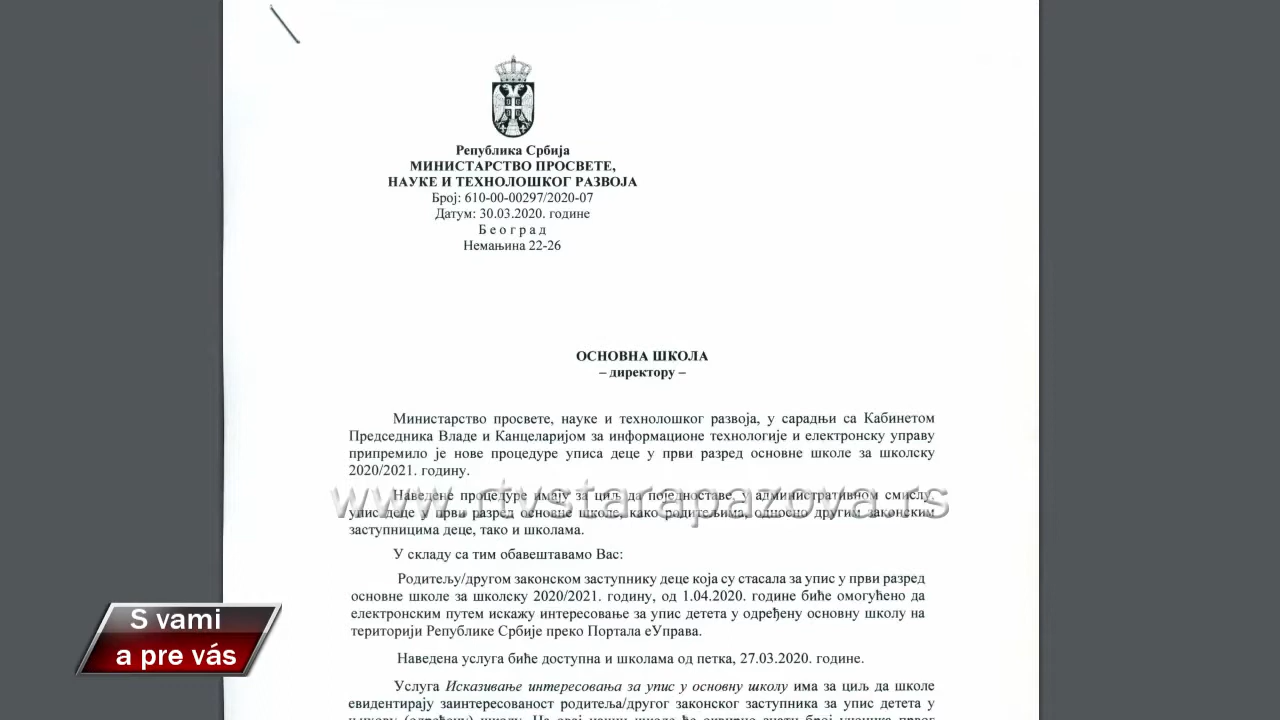 Република Србија
МИНИСТАРСТВО ПРОСВЕТЕ,
НАУКЕ И ТЕХНОЛОШКОГ РАЗВОЈА
Број: 610-00-00297/2020-07
Датум: 30.03.2020. године
Б е о г р а д
Немањина 22-26
ОСНОВНА ШКОЛА
– директору –
Министарство просвете, науке и технолошког развоја, у сарадњи са Кабинетом
Председника Владе и Канцеларијом за информационе технологије и електронску управу
припремило је нове процедуре уписа деце у први разред основне школе за школску
2020/2021. годину.
Наведене процедуре имају за циљ да поједноставе, у административном смислу,
упис деце у први разред основне школе, како родитељима, односно другим законским
заступницима деце, тако и школама.
www.rtvstarapazova.rs
У складу са тим обавештавамо Вас:
Родитељу/другом законском заступнику деце која су стасала за упис у први разред
основне школе за школску 2020/2021. годину, од 1.04.2020. године биће омогућено да
електронским путем искажу интересовање за упис детета у одређену основну школу на
територији Републике Србије преко Портала еУправа.
Наведена услуга биће доступна и школама од петка, 27.03.2020. године.
Услуга Исказивање интересовања за упис у основну школу има за циљ да школе
евидентирају заинтересованост родитеља/другог законског заступника за упис детета у
S vami
a pre vás